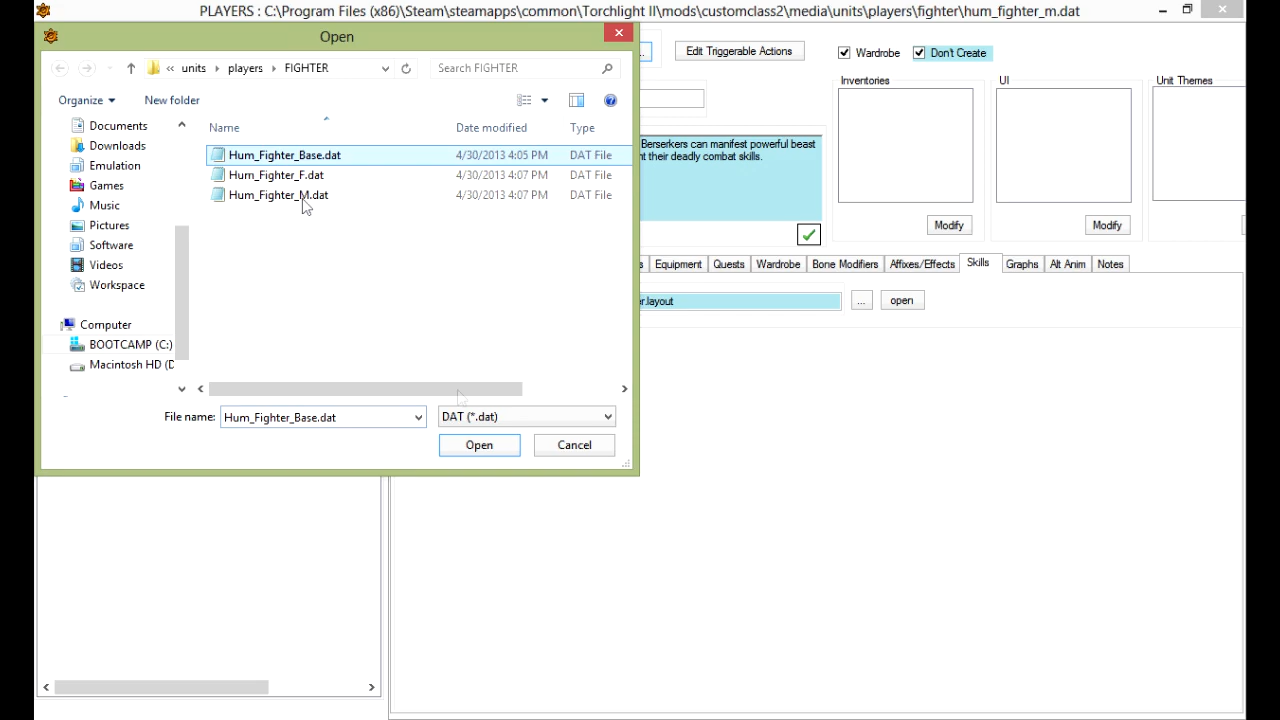 PLAYERS : C:\Program Files (x86)\Steam\steamapps\common\Torchlight II\mods\customclass2\media\units\players\fighter\hum_fighter_m.dat
Open
« units players FIGHTER
Search FIGHTER
Organize
New folder
Name
Date modified
Type
Documents
Downloads
Emulation
Games
Music
Pictures
Software
Videos
Workspace
Computer
BOOTCAMP (C:)
Macintosh HD (D
Hum_Fighter_Base.dat 4/30/2013 4:05 PM DAT File
Hum_Fighter_F.dat 4/30/2013 4:07 PM DAT File
Hum_Fighter_M.dat 4/30/2013 4:07 PM DAT File
File name: Hum_Fighter_Base.dat
DAT (*.dat)
Open
Cancel
...
Edit Triggerable Actions
Wardrobe
Don't Create
Inventories
UI
Unit Themes
Berserkers can manifest powerful beast
their deadly combat skills.
Modify
Modify
Equipment
Quests
Wardrobe
Bone Modifiers
Affixes/Effects
Skills
Graphs
Alt Anim
Notes
er.layout
...
open